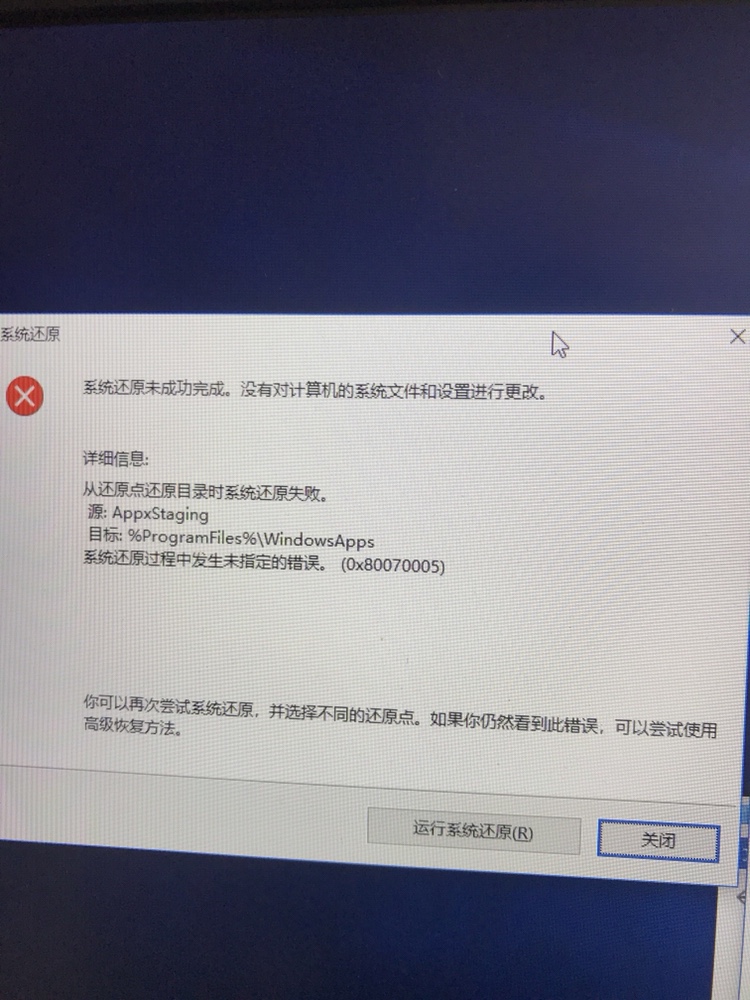 系统还原
系统还原未成功完成。没有对计算机的系统文件和设置进行更改。
详细信息:
从还原点还原目录时系统还原失败。
源: AppxStaging
目标: %ProgramFiles%\WindowsApps
系统还原过程中发生未指定的错误。 (0x80070005)
你可以再次尝试系统还原，并选择不同的还原点。如果你仍然看到此错误，可以尝试使用
高级恢复方法。
运行系统还原(R)
关闭